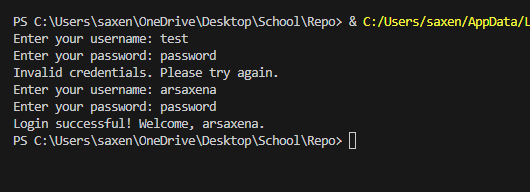 PS C:\Users\saxen\OneDrive\Desktop\School\Repo> & C:/Users/saxen/AppData/L
Enter your username: test
Enter your password: password
Invalid credentials. Please try again.
Enter your username: arsaxena
Enter your password: password
Login successful! Welcome, arsaxena.
PS C:\Users\saxen\OneDrive\Desktop\School\Repo>